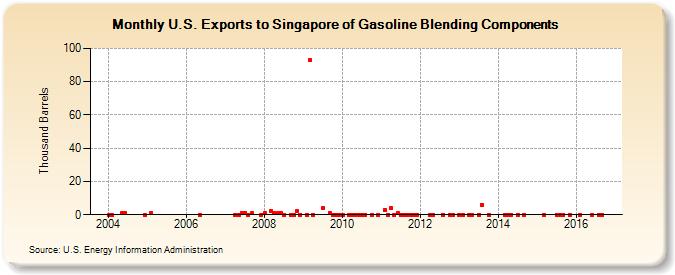 Monthly U.S. Exports to Singapore of Gasoline Blending Components
Thousand Barrels
100
80
60
40
20
0
2004 2006 2008 2010 2012 2014 2016
Source: U.S. Energy Information Administration